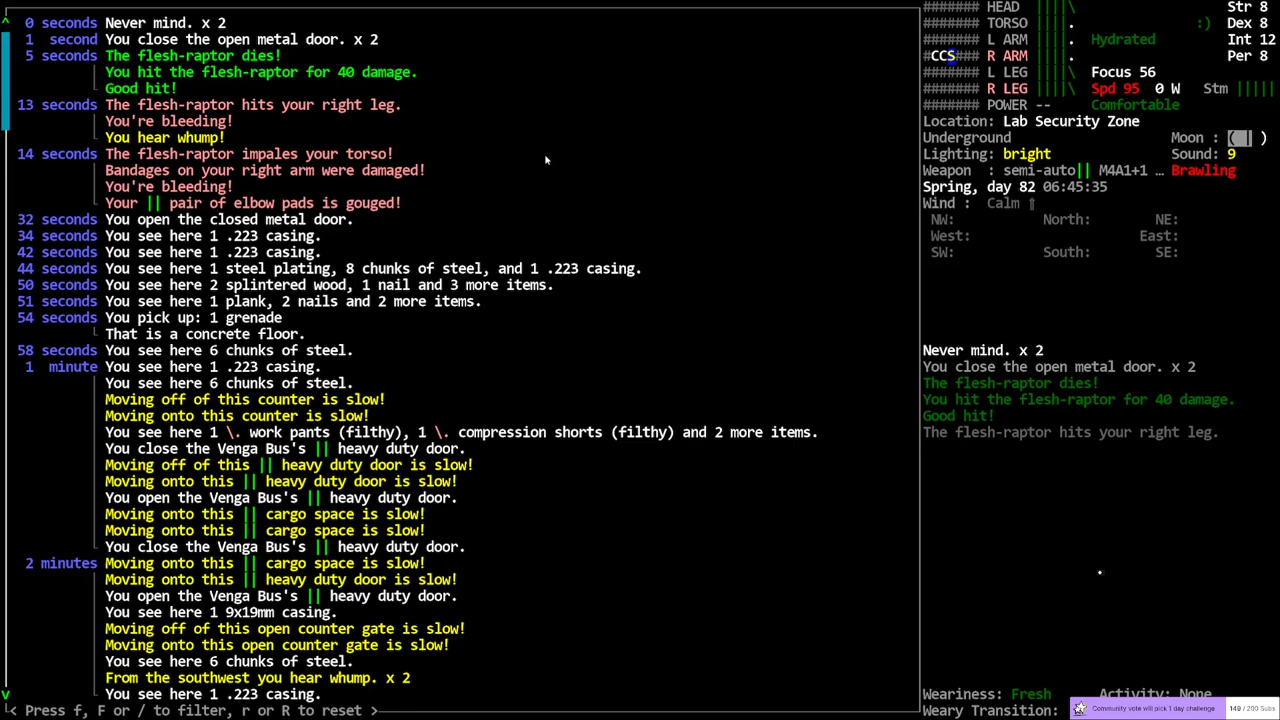 ^ 0 seconds Never mind. x 2
1 second You close the open metal door. x 2
5 seconds The flesh-raptor dies!
You hit the flesh-raptor for 40 damage.
Good hit!
13 seconds The flesh-raptor hits your right leg.
You're bleeding!
You hear whump!
14 seconds The flesh-raptor impales your torso!
Bandages on your right arm were damaged!
You're bleeding!
Your || pair of elbow pads is gouged!
32 seconds You open the closed metal door.
34 seconds You see here 1 .223 casing.
42 seconds You see here 1 .223 casing.
44 seconds You see here 1 steel plating, 8 chunks of steel, and 1 .223 casing.
50 seconds You see here 2 splintered wood, 1 nail and 3 more items.
51 seconds You see here 1 plank, 2 nails and 2 more items.
54 seconds You pick up: 1 grenade
That is a concrete floor.
58 seconds You see here 6 chunks of steel.
1 minute You see here 1 .223 casing.
You see here 6 chunks of steel.
Moving off of this counter is slow!
Moving onto this counter is slow!
You see here 1 \. work pants (filthy), 1 \. compression shorts (filthy) and 2 more items.
You close the Venga Bus's || heavy duty door.
Moving off of this || heavy duty door is slow!
Moving onto this || heavy duty door is slow!
You open the Venga Bus's || heavy duty door.
Moving onto this || cargo space is slow!
Moving onto this || cargo space is slow!
You close the Venga Bus's || heavy duty door.
2 minutes Moving onto this || cargo space is slow!
Moving onto this || heavy duty door is slow!
You open the Venga Bus's || heavy duty door.
You see here 1 9x19mm casing.
Moving off of this open counter gate is slow!
Moving onto this open counter gate is slow!
You see here 6 chunks of steel.
From the southwest you hear whump. x 2
v You see here 1 .223 casing.
< Press f, F or / to filter, r or R to reset >
####### HEAD ||||\ Str 8
####### TORSO ||||. :) Dex 8
####### L ARM ||||. Hydrated Int 12
#CCS R ARM ||||. Per 8
####### L LEG ||||\ Focus 56
####### R LEG ||||\ Spd 95 0 W Stm |||||
####### POWER -- Comfortable
Location: Lab Security Zone
Underground Moon : ( )
Lighting: bright Sound: 9
Weapon : semi-auto|| M4A1+1 … Brawling
Spring, day 82 06:45:35
Wind : Calm ⇑
NW: North: NE:
West: East:
SW: South: SE:
Never mind. x 2
You close the open metal door. x 2
The flesh-raptor dies!
You hit the flesh-raptor for 40 damage.
Good hit!
The flesh-raptor hits your right leg.
Weariness: Fresh Activity: None
Weary Transition:
Community vote will pick 1 day challenge 149 / 200 Subs